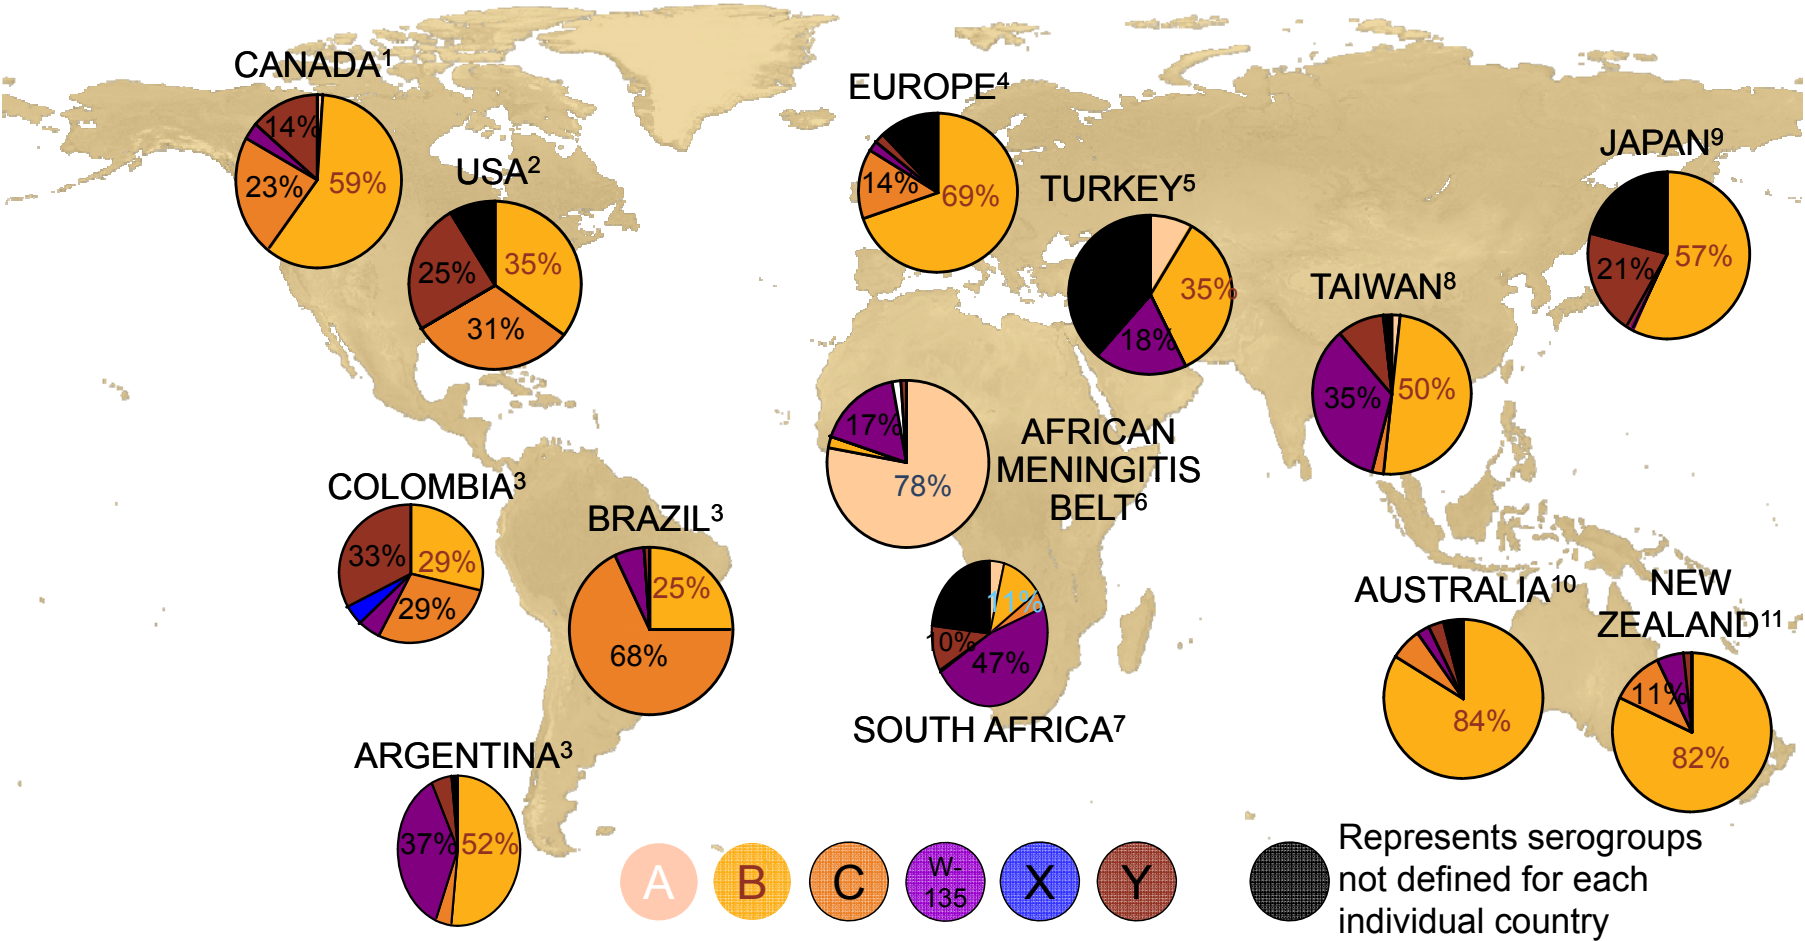 CANADA1
14%
23%
59%
USA2
35%
25%
31%
EUROPE4
14%
69%
TURKEY5
35%
18%
JAPAN9
57%
21%
TAIWAN8
50%
35%
17%
78%
AFRICAN
MENINGITIS
BELT6
COLOMBIA3
33%
29%
29%
BRAZIL3
25%
68%
11%
10%
47%
SOUTH AFRICA7
AUSTRALIA10
84%
NEW
ZEALAND11
11%
82%
ARGENTINA3
37%
52%
A
B
C
W-
135
X
Y
Represents serogroups
not defined for each
individual country